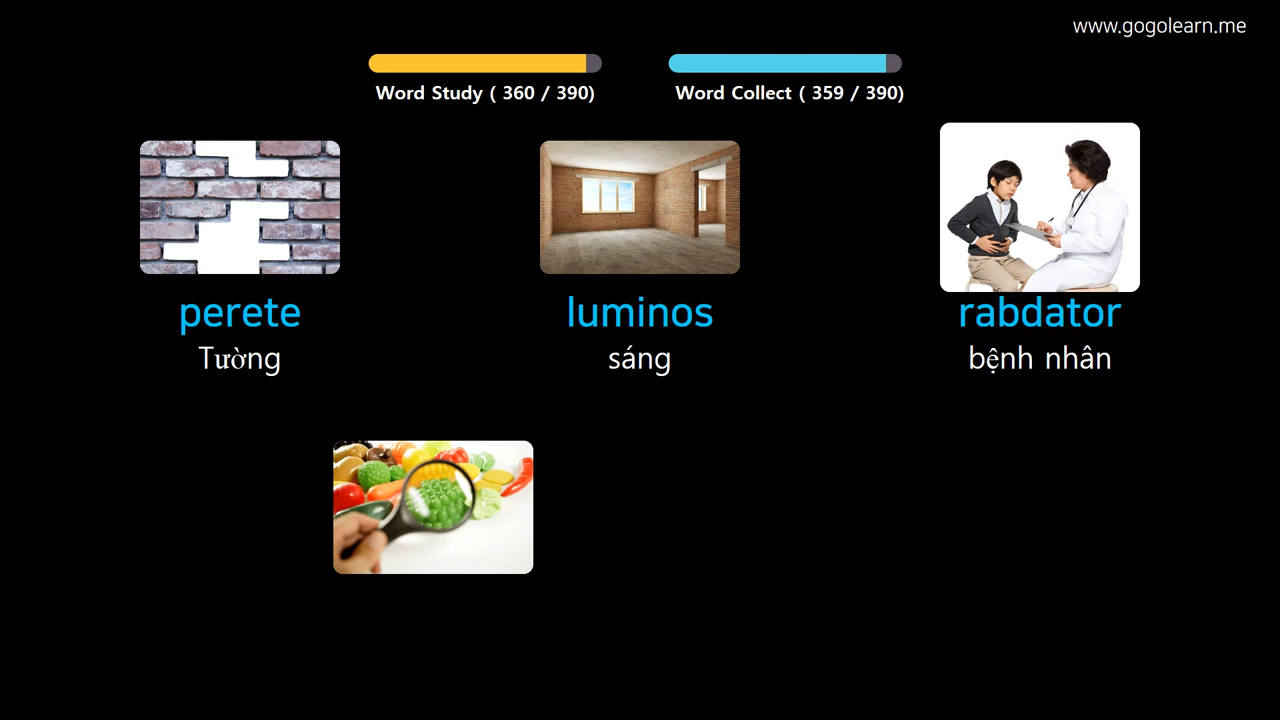 www.gogolearn.me
Word Study ( 360 / 390)
Word Collect ( 359 / 390)
perete
luminos
rabdator
Tường
sáng
bệnh nhân